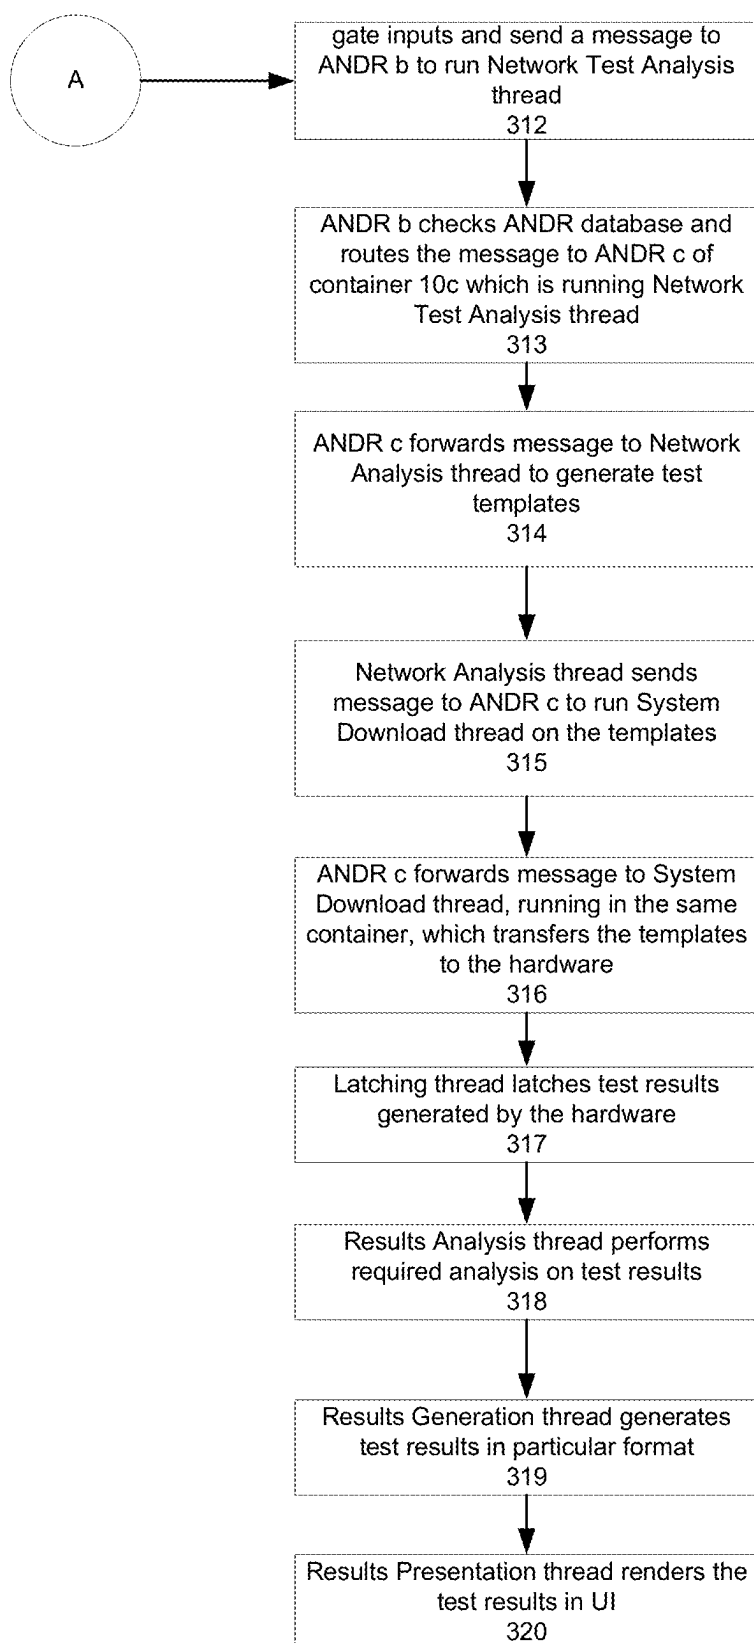 A
gate inputs and send a message to
ANDR b to run Network Test Analysis
thread
312
ANDR b checks ANDR database and
routes the message to ANDR c of
container 10c which is running Network
Test Analysis thread
313
ANDR c forwards message to Network
Analysis thread to generate test
templates
314
Network Analysis thread sends
message to ANDR c to run System
Download thread on the templates
315
ANDR c forwards message to System
Download thread, running in the same
container, which transfers the templates
to the hardware
316
Latching thread latches test results
generated by the hardware
317
Results Analysis thread performs
required analysis on test results
318
Results Generation thread generates
test results in particular format
319
Results Presentation thread renders the
test results in UI
320